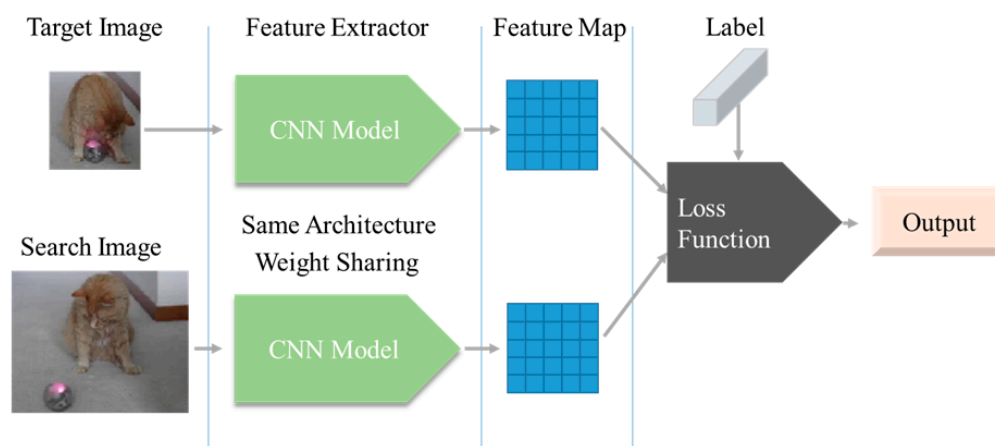 Target Image
Feature Extractor
Feature Map
Label
CNN Model
Same Architecture
Weight Sharing
Loss
Function
Output
Search Image
CNN Model